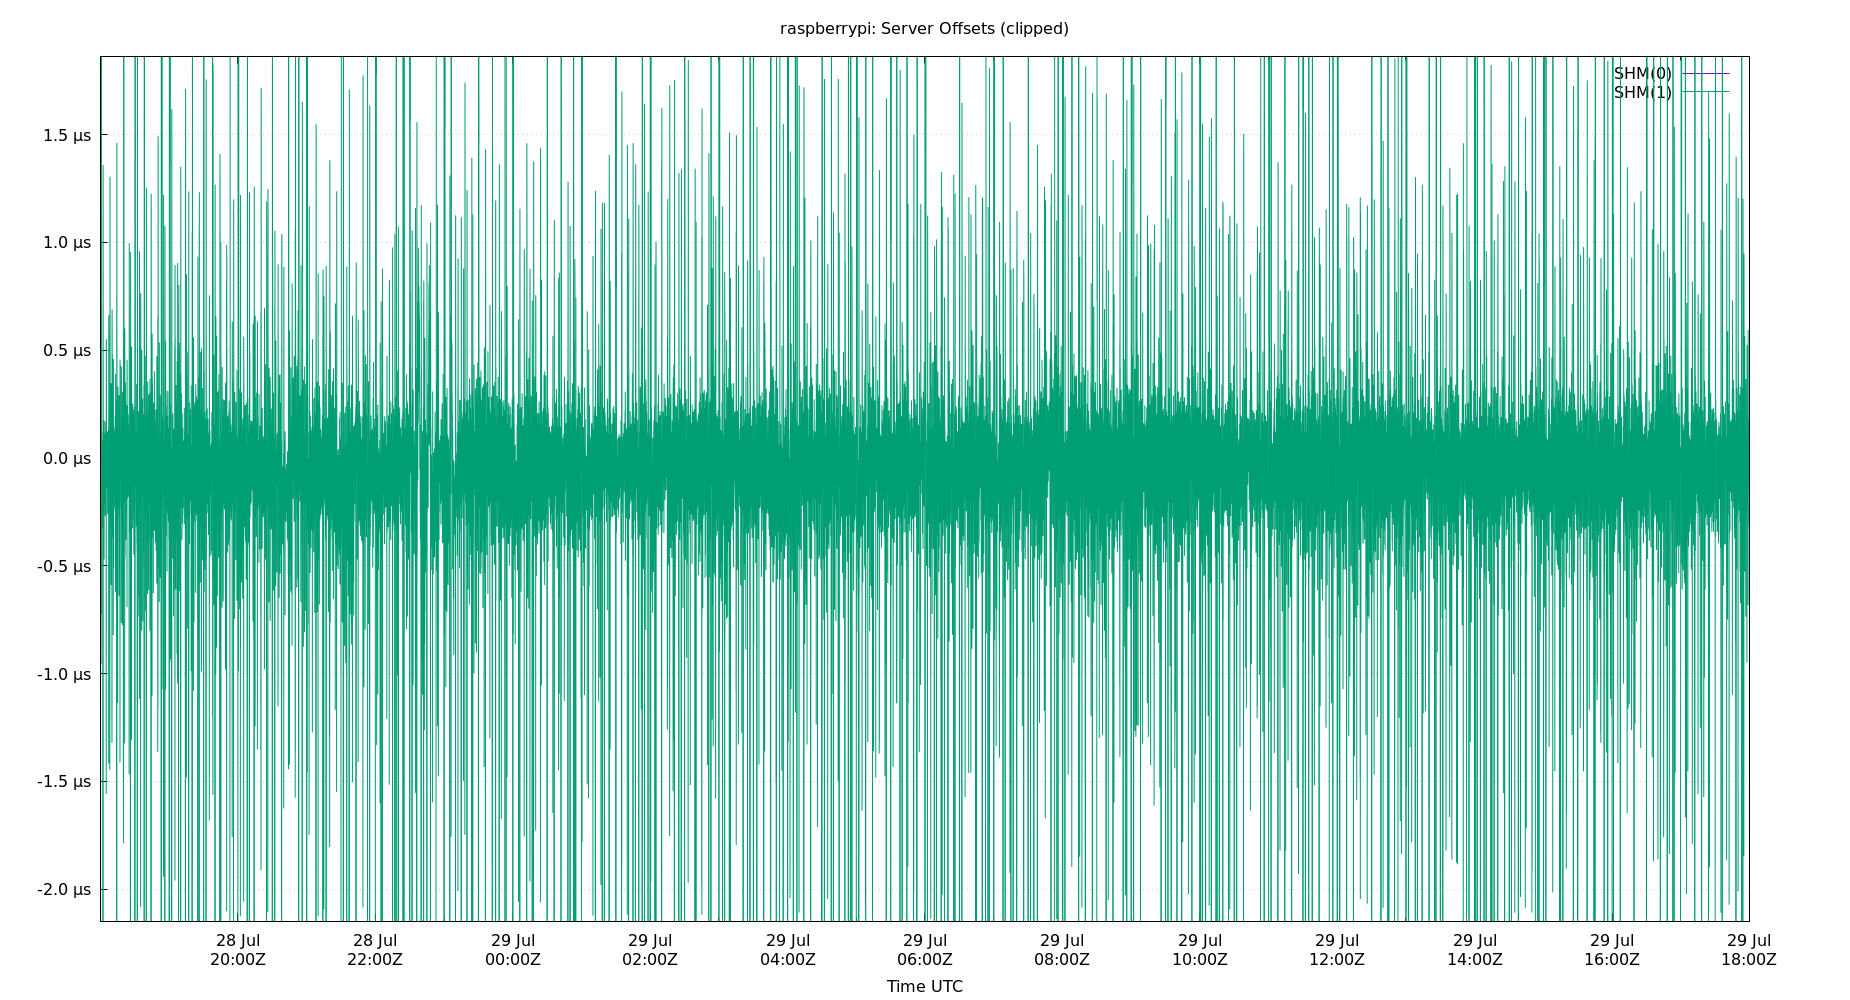 raspberrypi: Server Offsets (clipped)
SHM(0)
SHM(1)
1.5 µs
1.0 µs
0.5 µs
0.0 µs
-0.5 µs
-1.0 µs
-1.5 µs
-2.0 µs
28 Jul 28 Jul 29 Jul 29 Jul 29 Jul 29 Jul 29 Jul 29 Jul 29 Jul 29 Jul 29 Jul 29 Jul
20:00Z 22:00Z 00:00Z 02:00Z 04:00Z 06:00Z 08:00Z 10:00Z 12:00Z 14:00Z 16:00Z 18:00Z
Time UTC